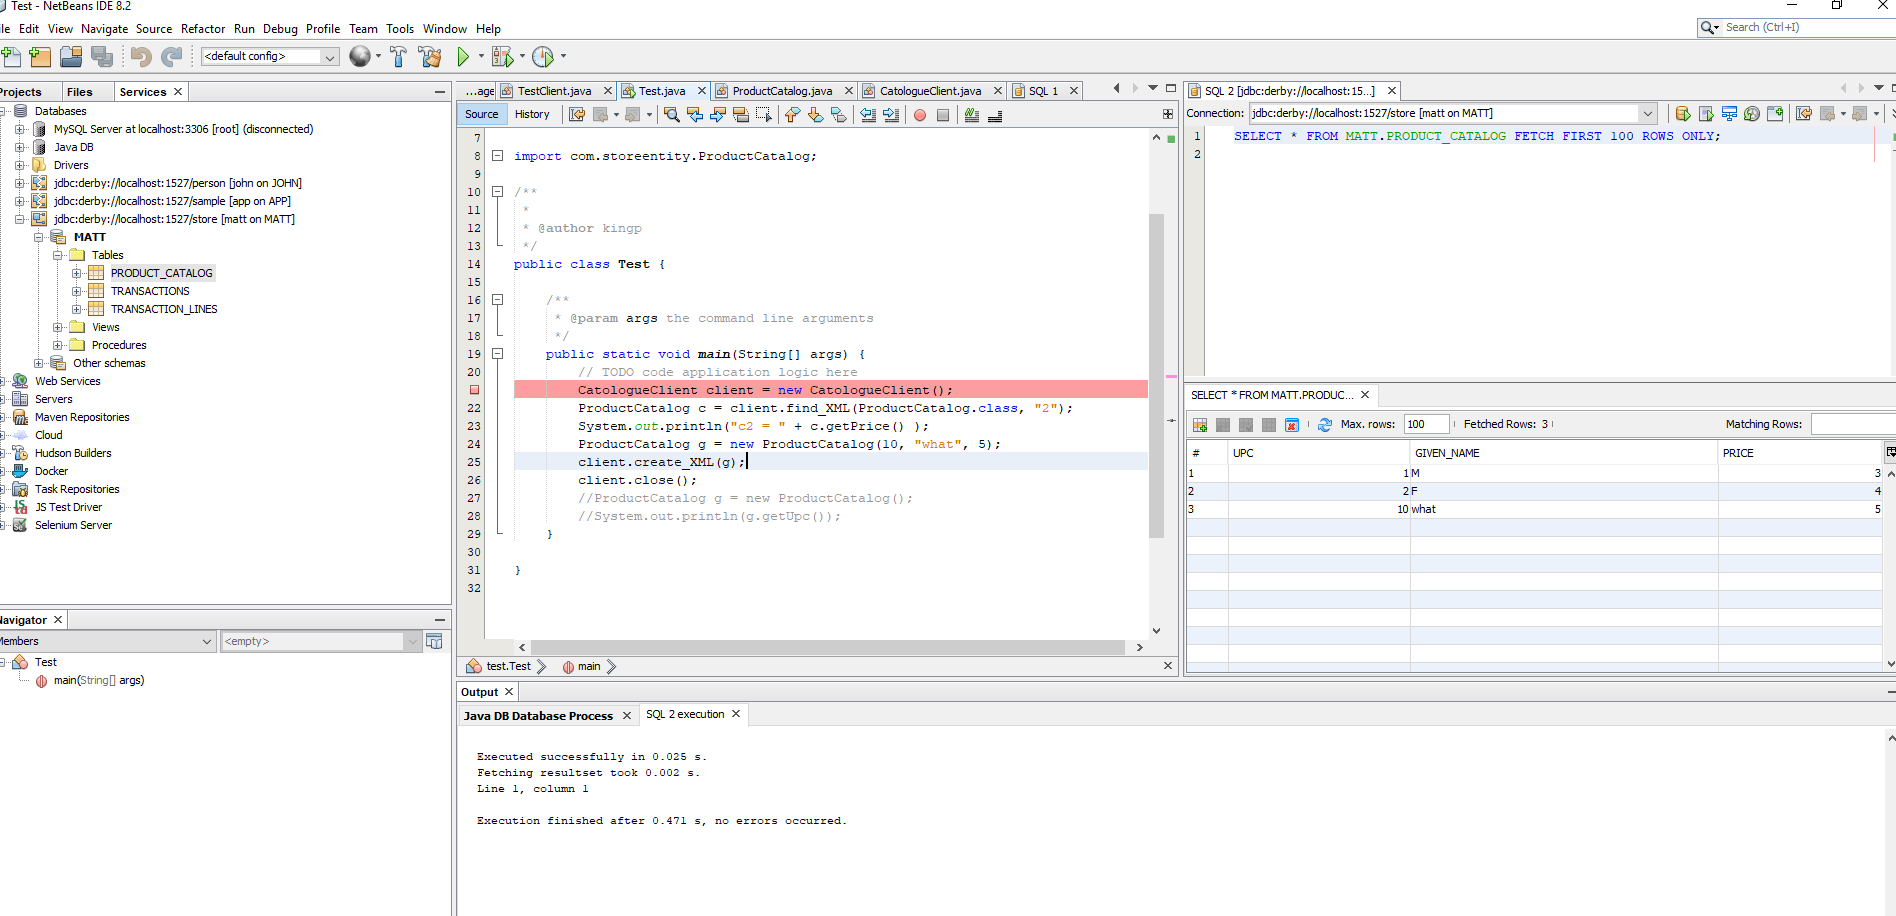 Test - NetBeans IDE 8.2
ile Edit View Navigate Source Refactor Run Debug Profile Team Tools Window Help
Search (Ctrl+I)
<default config>
Projects Files Services
Databases
MySQL Server at localhost:3306 [root] (disconnected)
Java DB
Drivers
jdbc:derby://localhost:1527/person [john on JOHN]
jdbc:derby://localhost:1527/sample [app on APP]
jdbc:derby://localhost:1527/store [matt on MATT]
MATT
Tables
PRODUCT_CATALOG
TRANSACTIONS
TRANSACTION_LINES
Views
Procedures
Other schemas
Web Services
Servers
Maven Repositories
Cloud
Hudson Builders
Docker
Task Repositories
JS Test Driver
Selenium Server
Navigator
Members <empty>
Test
main(String[] args)
...age TestClient.java Test.java ProductCatalog.java CatologueClient.java SQL 1
Source History
7
8 import com.storeentity.ProductCatalog;
9
10 /**
11 *
12 * @author kingp
13 */
14 public class Test {
15
16 /**
17 * @param args the command line arguments
18 */
19 public static void main(String[] args) {
20 // TODO code application logic here
CatologueClient client = new CatologueClient();
22 ProductCatalog c = client.find_XML(ProductCatalog.class, "2");
23 System.out.println("c2 = " + c.getPrice() );
24 ProductCatalog g = new ProductCatalog(10, "what", 5);
25 client.create_XML(g);
26 client.close();
27 //ProductCatalog g = new ProductCatalog();
28 //System.out.println(g.getUpc());
29 }
30
31 }
32
test.Test main
SQL 2 [jdbc:derby://localhost:15...]
Connection: jdbc:derby://localhost:1527/store [matt on MATT]
1 SELECT * FROM MATT.PRODUCT_CATALOG FETCH FIRST 100 ROWS ONLY;
2
SELECT * FROM MATT.PRODUC...
Max. rows: 100 Fetched Rows: 3 Matching Rows:
# UPC GIVEN_NAME PRICE
1 1 M 3
2 2 F 4
3 10 what 5
Output
Java DB Database Process SQL 2 execution
Executed successfully in 0.025 s.
Fetching resultset took 0.002 s.
Line 1, column 1
Execution finished after 0.471 s, no errors occurred.